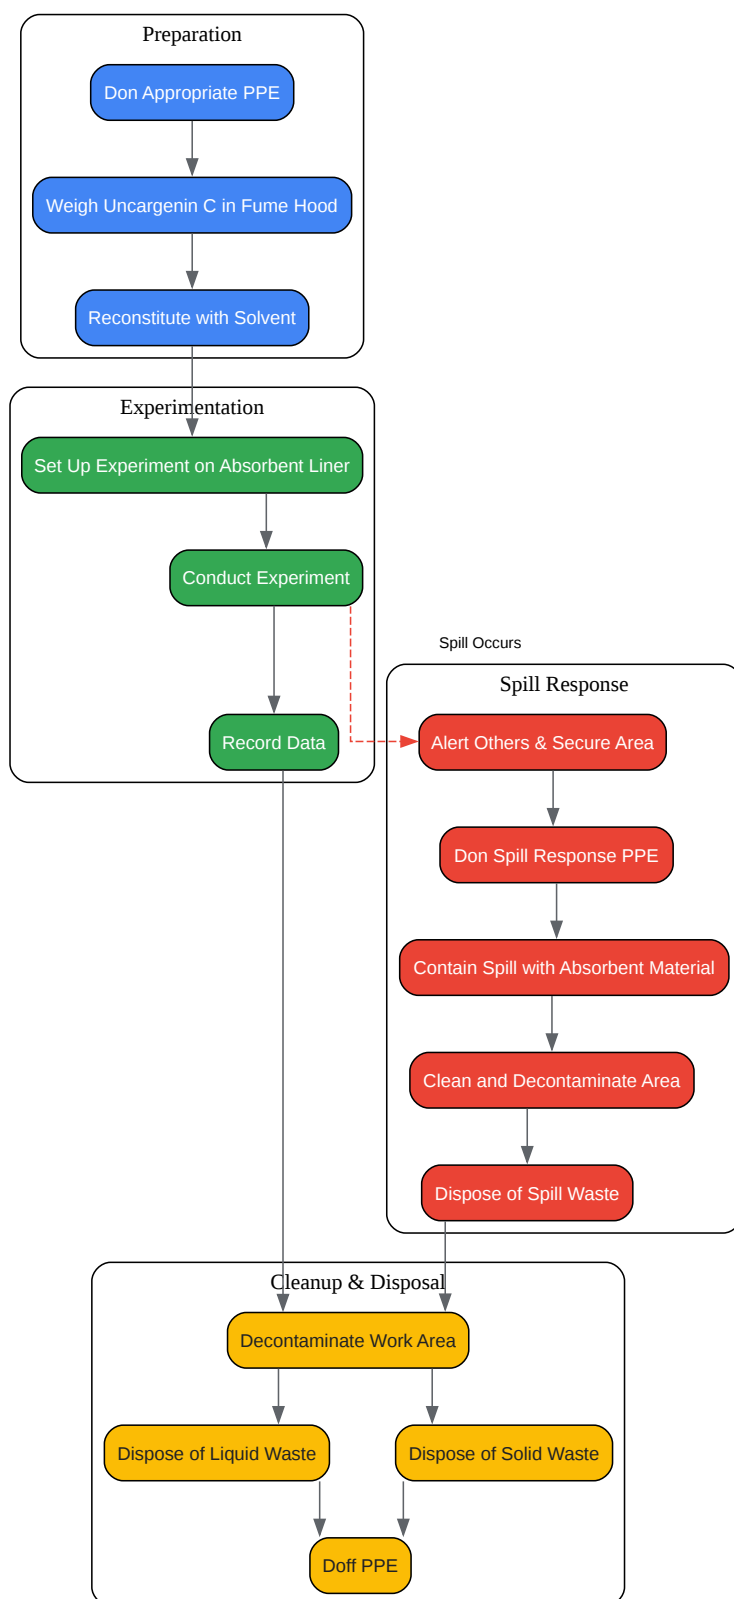 Preparation
Don Appropriate PPE
Weigh Uncargenin C in Fume Hood
Reconstitute with Solvent
Experimentation
Set Up Experiment on Absorbent Liner
Conduct Experiment
Spill Occurs
Spill Response
Record Data
Alert Others & Secure Area
Don Spill Response PPE
Contain Spill with Absorbent Material
Clean and Decontaminate Area
Dispose of Spill Waste
Cleanup & Disposal
Decontaminate Work Area
Dispose of Liquid Waste
Dispose of Solid Waste
Doff PPE